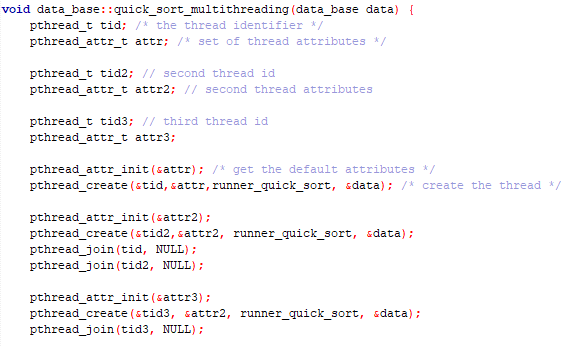 void data_base::quick_sort_multithreading(data_base data) {
pthread_t tid; /* the thread identifier */
pthread_attr_t attr; /* set of thread attributes */
pthread_t tid2; // second thread id
pthread_attr_t attr2; // second thread attributes
pthread_t tid3; // third thread id
pthread_attr_t attr3;
pthread_attr_init(&attr); /* get the default attributes */
pthread_create(&tid,&attr,runner_quick_sort, &data); /* create the thread */
pthread_attr_init(&attr2);
pthread_create(&tid2,&attr2, runner_quick_sort, &data);
pthread_join(tid, NULL);
pthread_join(tid2, NULL);
pthread_attr_init(&attr3);
pthread_create(&tid3, &attr2, runner_quick_sort, &data);
pthread_join(tid3, NULL);